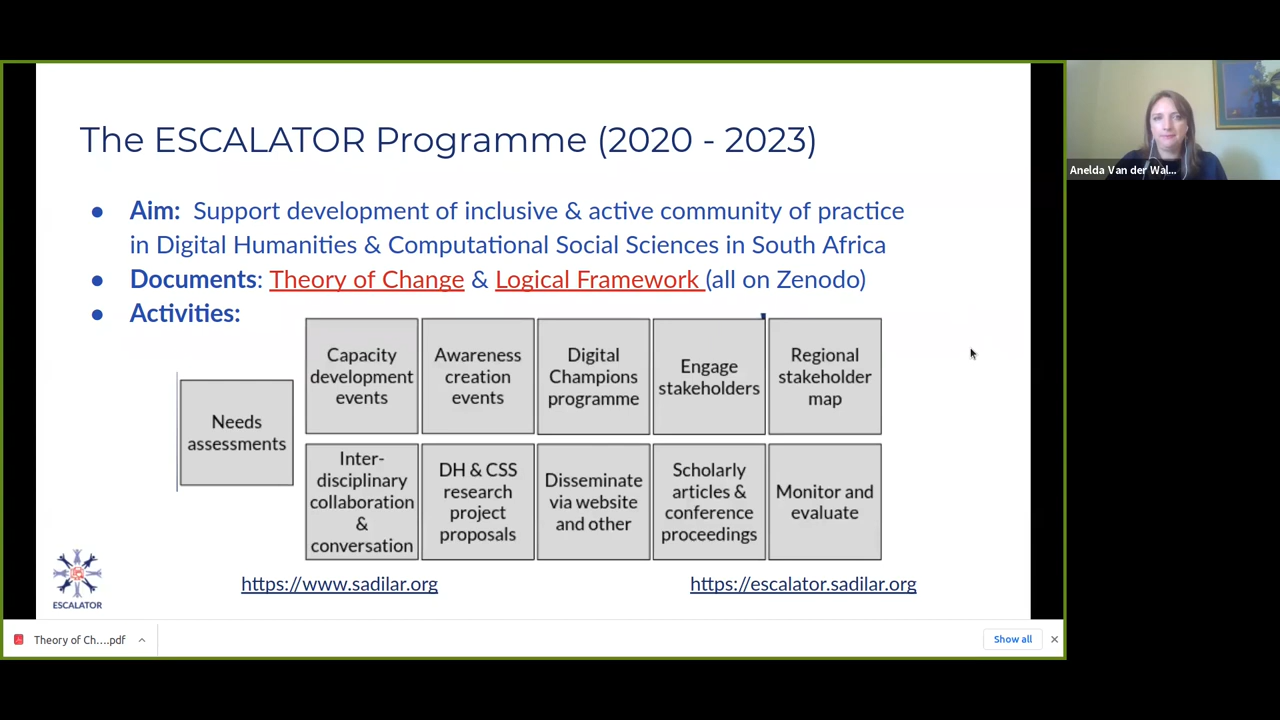 The ESCALATOR Programme (2020 - 2023)
● Aim: Support development of inclusive & active community of practice
in Digital Humanities & Computational Social Sciences in South Africa
● Documents: Theory of Change & Logical Framework (all on Zenodo)
● Activities:
Needs
assessments
Capacity
development
events
Awareness
creation
events
Digital
Champions
programme
Engage
stakeholders
Regional
stakeholder
map
Inter-
disciplinary
collaboration
&
conversation
DH & CSS
research
project
proposals
Disseminate
via website
and other
Scholarly
articles &
conference
proceedings
Monitor and
evaluate
ESCALATOR
https://www.sadilar.org
https://escalator.sadilar.org
Theory of Ch....pdf
Show all
Anelda Van der Wal...